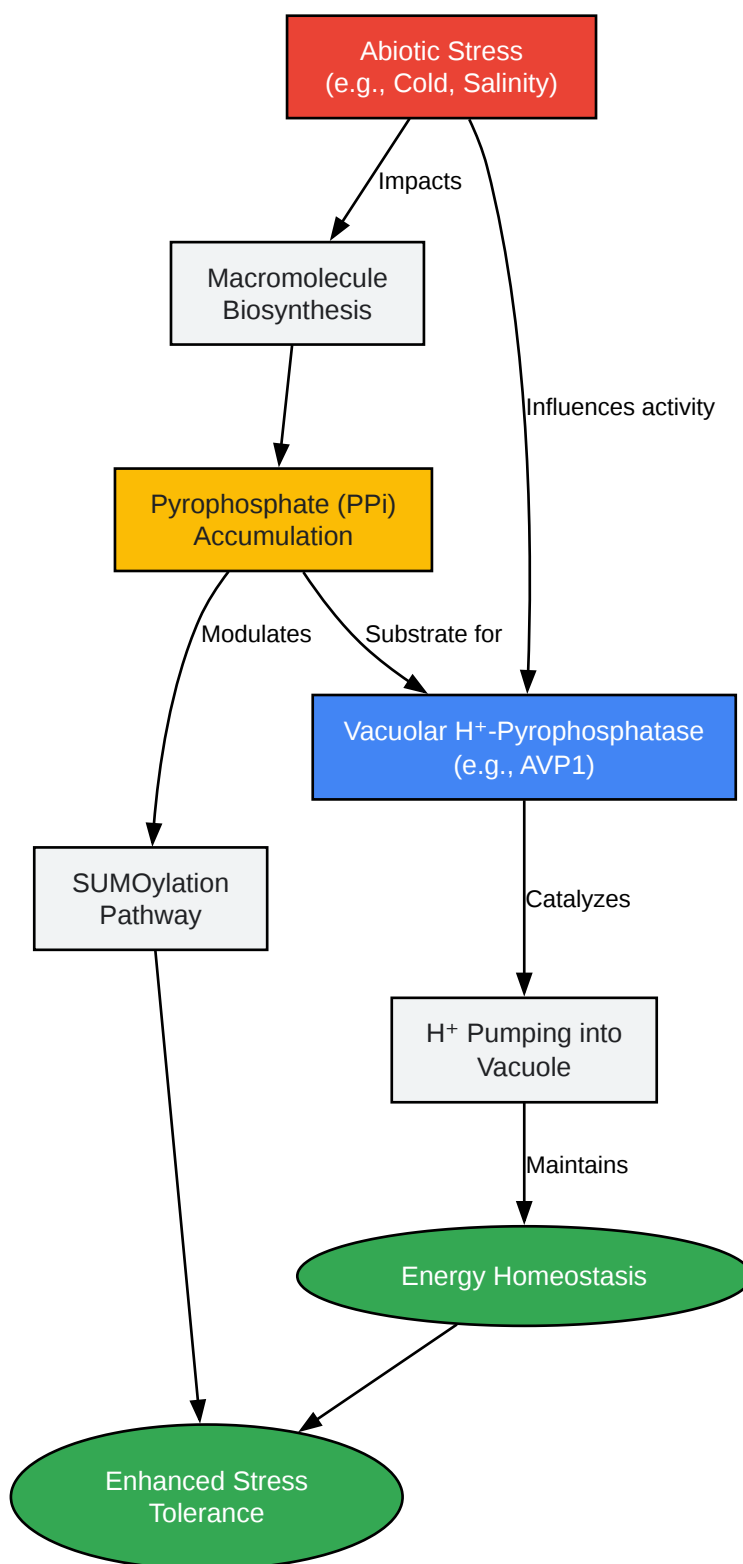 Abiotic Stress
(e.g., Cold, Salinity)
Impacts
Macromolecule
Biosynthesis
Influences activity
Pyrophosphate (PPi)
Accumulation
Modulates
Substrate for
Vacuolar H⁺-Pyrophosphatase
(e.g., AVP1)
SUMOylation
Pathway
Catalyzes
H⁺ Pumping into
Vacuole
Maintains
Energy Homeostasis
Enhanced Stress
Tolerance